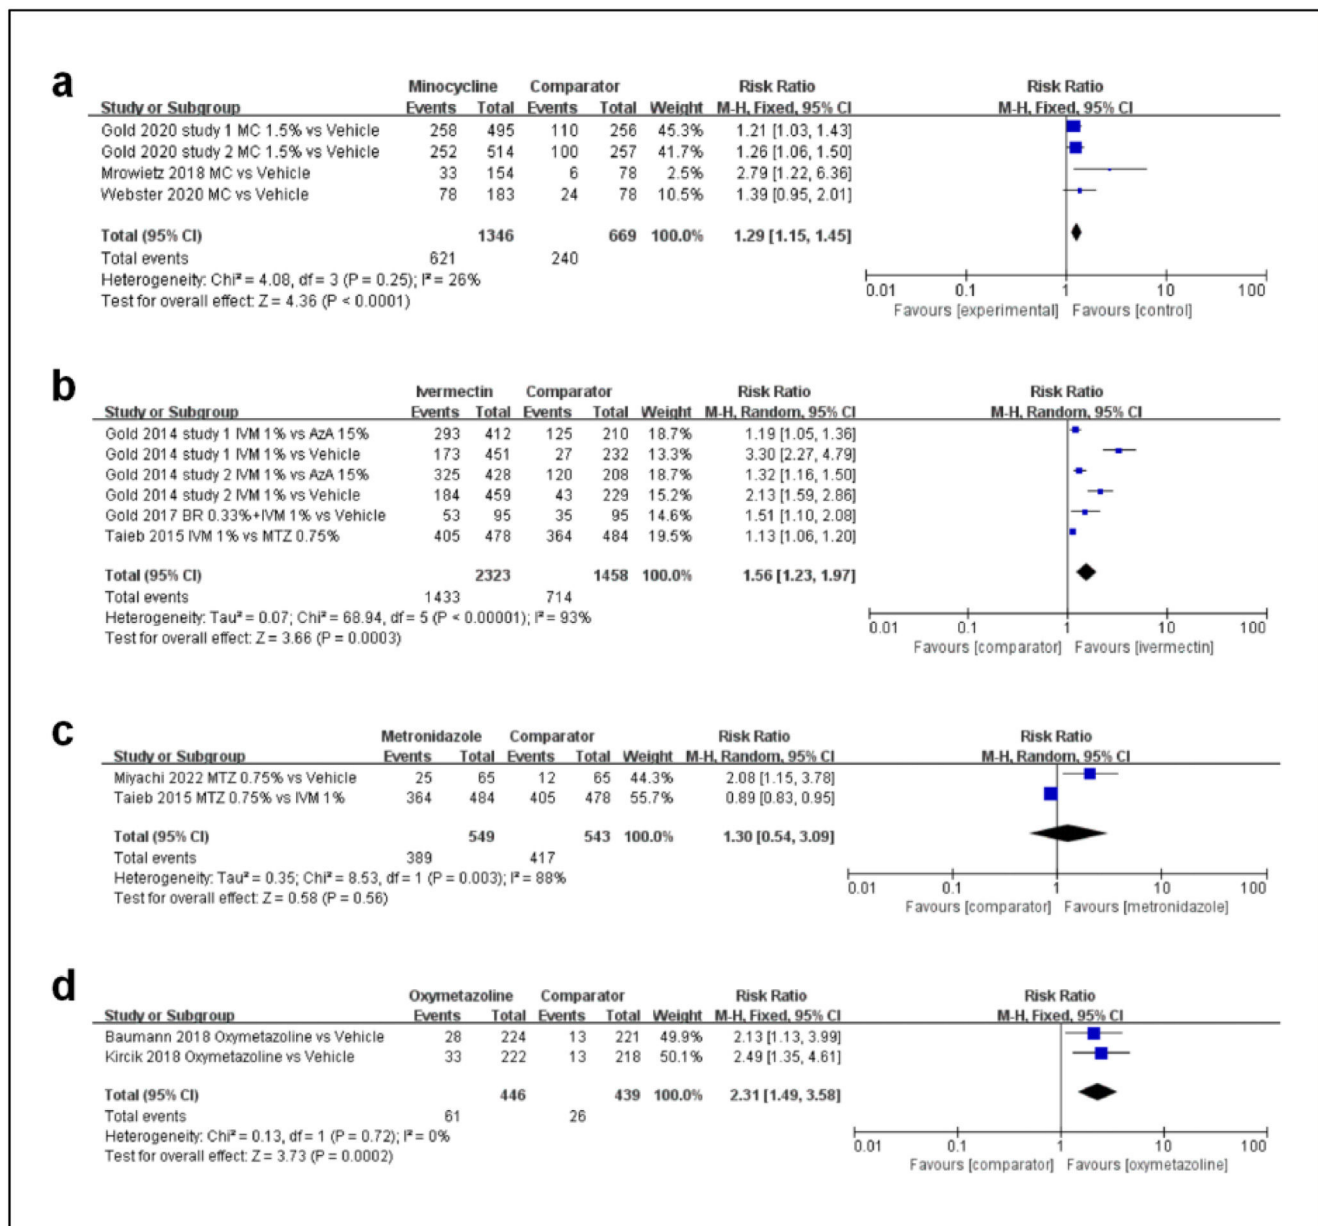 a
Minocycline Comparator Risk Ratio Risk Ratio
Study or Subgroup Events Total Events Total Weight M-H, Fixed, 95% CI M-H, Fixed, 95% CI
Gold 2020 study 1 MC 1.5% vs Vehicle 258 495 110 256 45.3% 1.21 [1.03, 1.43]
Gold 2020 study 2 MC 1.5% vs Vehicle 252 514 100 257 41.7% 1.26 [1.06, 1.50]
Mrowietz 2018 MC vs Vehicle 33 154 6 78 2.5% 2.79 [1.22, 6.36]
Webster 2020 MC vs Vehicle 78 183 24 78 10.5% 1.39 [0.95, 2.01]
Total (95% CI) 1346 669 100.0% 1.29 [1.15, 1.45]
Total events 621 240
Heterogeneity: Chi² = 4.08, df = 3 (P = 0.25); I² = 26%
Test for overall effect: Z = 4.36 (P < 0.0001)
0.01 0.1 1 10 100
Favours [experimental] Favours [control]
b
Ivermectin Comparator Risk Ratio Risk Ratio
Study or Subgroup Events Total Events Total Weight M-H, Random, 95% CI M-H, Random, 95% CI
Gold 2014 study 1 IVM 1% vs AzA 15% 293 412 125 210 18.7% 1.19 [1.05, 1.36]
Gold 2014 study 1 IVM 1% vs Vehicle 173 451 27 232 13.3% 3.30 [2.27, 4.79]
Gold 2014 study 2 IVM 1% vs AzA 15% 325 428 120 208 18.7% 1.32 [1.16, 1.50]
Gold 2014 study 2 IVM 1% vs Vehicle 184 459 43 229 15.2% 2.13 [1.59, 2.86]
Gold 2017 BR 0.33%+IVM 1% vs Vehicle 53 95 35 95 14.6% 1.51 [1.10, 2.08]
Taieb 2015 IVM 1% vs MTZ 0.75% 405 478 364 484 19.5% 1.13 [1.06, 1.20]
Total (95% CI) 2323 1458 100.0% 1.56 [1.23, 1.97]
Total events 1433 714
Heterogeneity: Tau² = 0.07; Chi² = 68.94, df = 5 (P < 0.00001); I² = 93%
Test for overall effect: Z = 3.66 (P = 0.0003)
0.01 0.1 1 10 100
Favours [comparator] Favours [ivermectin]
c
Metronidazole Comparator Risk Ratio Risk Ratio
Study or Subgroup Events Total Events Total Weight M-H, Random, 95% CI M-H, Random, 95% CI
Miyachi 2022 MTZ 0.75% vs Vehicle 25 65 12 65 44.3% 2.08 [1.15, 3.78]
Taieb 2015 MTZ 0.75% vs IVM 1% 364 484 405 478 55.7% 0.89 [0.83, 0.95]
Total (95% CI) 549 543 100.0% 1.30 [0.54, 3.09]
Total events 389 417
Heterogeneity: Tau² = 0.35; Chi² = 8.53, df = 1 (P = 0.003); I² = 88%
Test for overall effect: Z = 0.58 (P = 0.56)
0.01 0.1 1 10 100
Favours [comparator] Favours [metronidazole]
d
Oxymetazoline Comparator Risk Ratio Risk Ratio
Study or Subgroup Events Total Events Total Weight M-H, Fixed, 95% CI M-H, Fixed, 95% CI
Baumann 2018 Oxymetazoline vs Vehicle 28 224 13 221 49.9% 2.13 [1.13, 3.99]
Kircik 2018 Oxymetazoline vs Vehicle 33 222 13 218 50.1% 2.49 [1.35, 4.61]
Total (95% CI) 446 439 100.0% 2.31 [1.49, 3.58]
Total events 61 26
Heterogeneity: Chi² = 0.13, df = 1 (P = 0.72); I² = 0%
Test for overall effect: Z = 3.73 (P = 0.0002)
0.01 0.1 1 10 100
Favours [comparator] Favours [oxymetazoline]